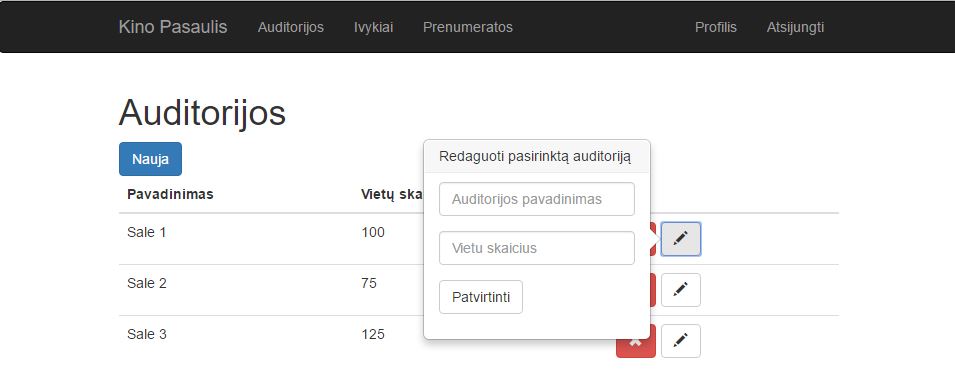 Kino Pasaulis Auditorijos Ivykiai Prenumeratos Profilis Atsijungti
Auditorijos
Nauja
Redaguoti pasirinktą auditoriją
Pavadinimas Vietų ska
Auditorijos pavadinimas
Sale 1 100
Vietu skaicius
Sale 2 75
Patvirtinti
Sale 3 125